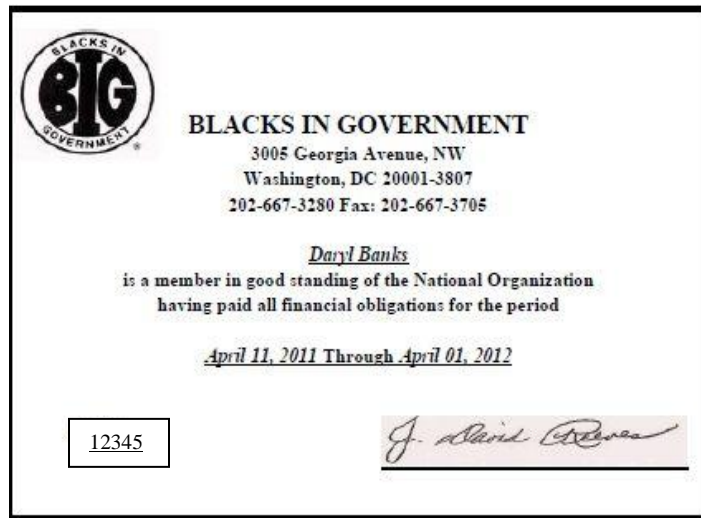 BLACKS IN
BIG
GOVERNMENT
®
BLACKS IN GOVERNMENT
3005 Georgia Avenue, NW
Washington, DC 20001-3807
202-667-3280 Fax: 202-667-3705
Daryl Banks
is a member in good standing of the National Organization
having paid all financial obligations for the period
April 11, 2011 Through April 01, 2012
12345
J. David Reeves